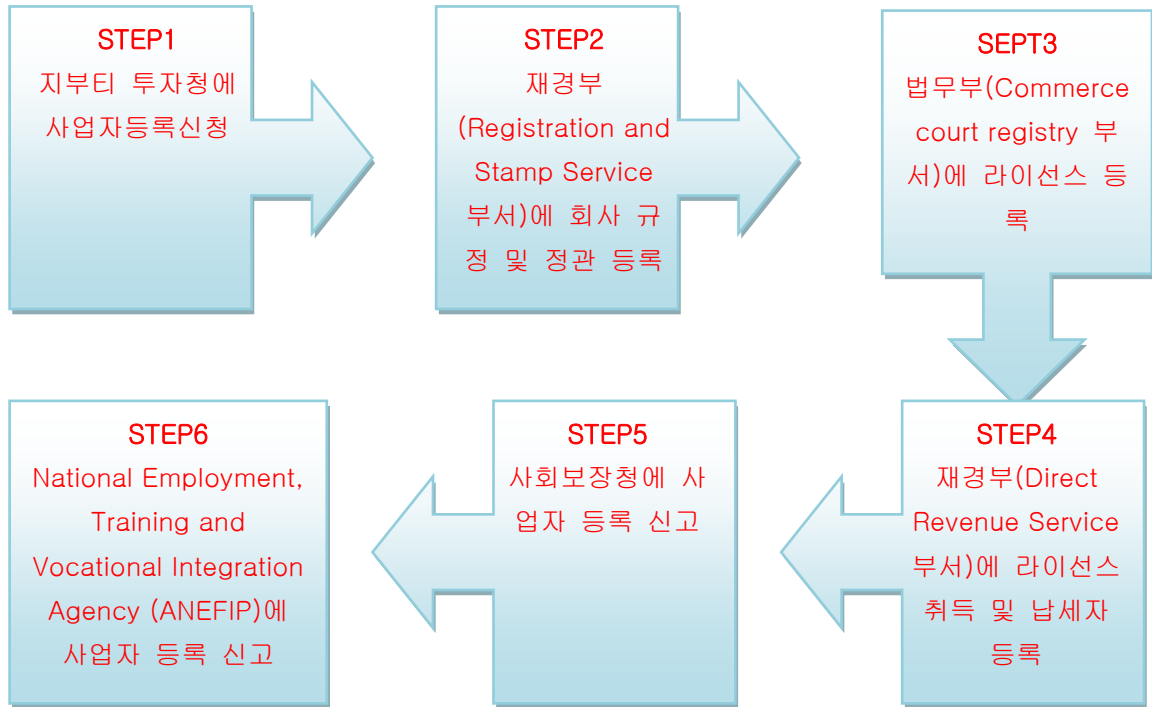 STEP1
지부티 투자청에
사업자등록신청
STEP2
재경부
(Registration and
Stamp Service
부서)에 회사 규
정 및 정관 등록
SEPT3
법무부(Commerce
court registry 부
서)에 라이선스 등
록
STEP4
재경부(Direct
Revenue Service
부서)에 라이선스
취득 및 납세자
등록
STEP5
사회보장청에 사
업자 등록 신고
STEP6
National Employment,
Training and
Vocational Integration
Agency (ANEFIP)에
사업자 등록 신고